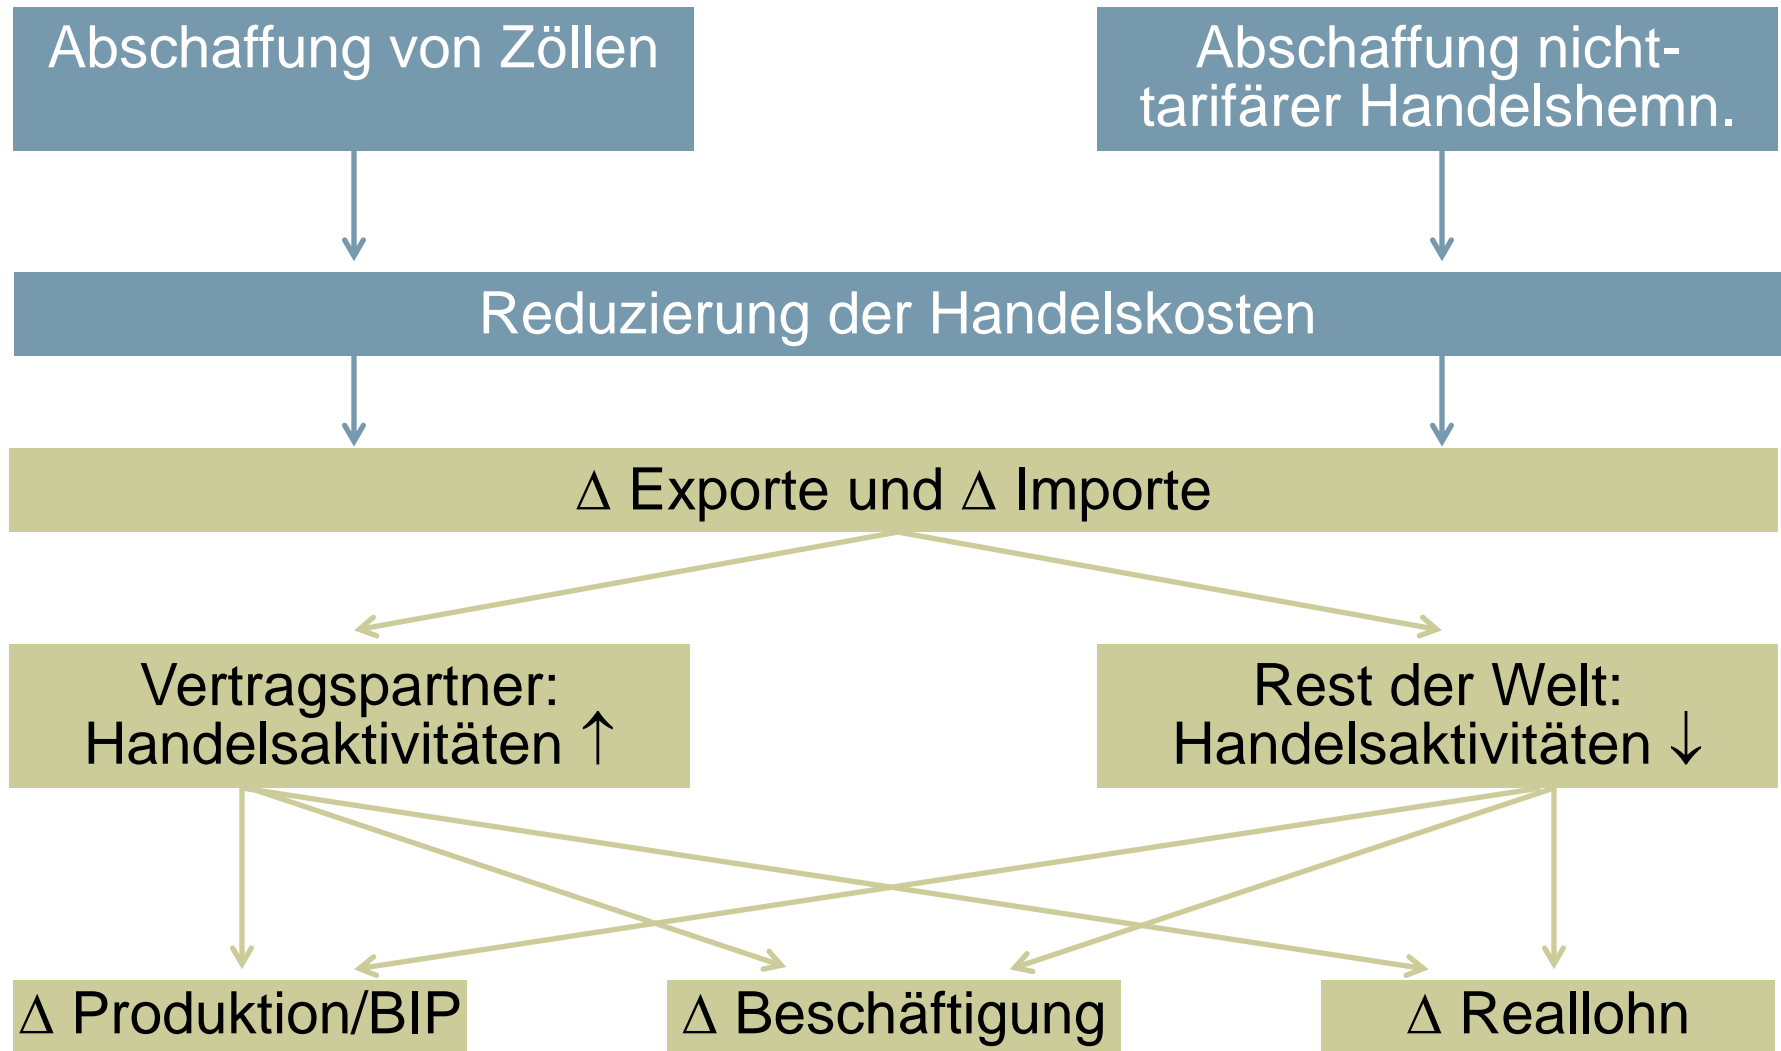 Abschaffung von Zöllen
Abschaffung nicht-
tarifärer Handelshemn.
Reduzierung der Handelskosten
Δ Exporte und Δ Importe
Vertragspartner:
Handelsaktivitäten ↑
Rest der Welt:
Handelsaktivitäten ↓
Δ Produktion/BIP
Δ Beschäftigung
Δ Reallohn